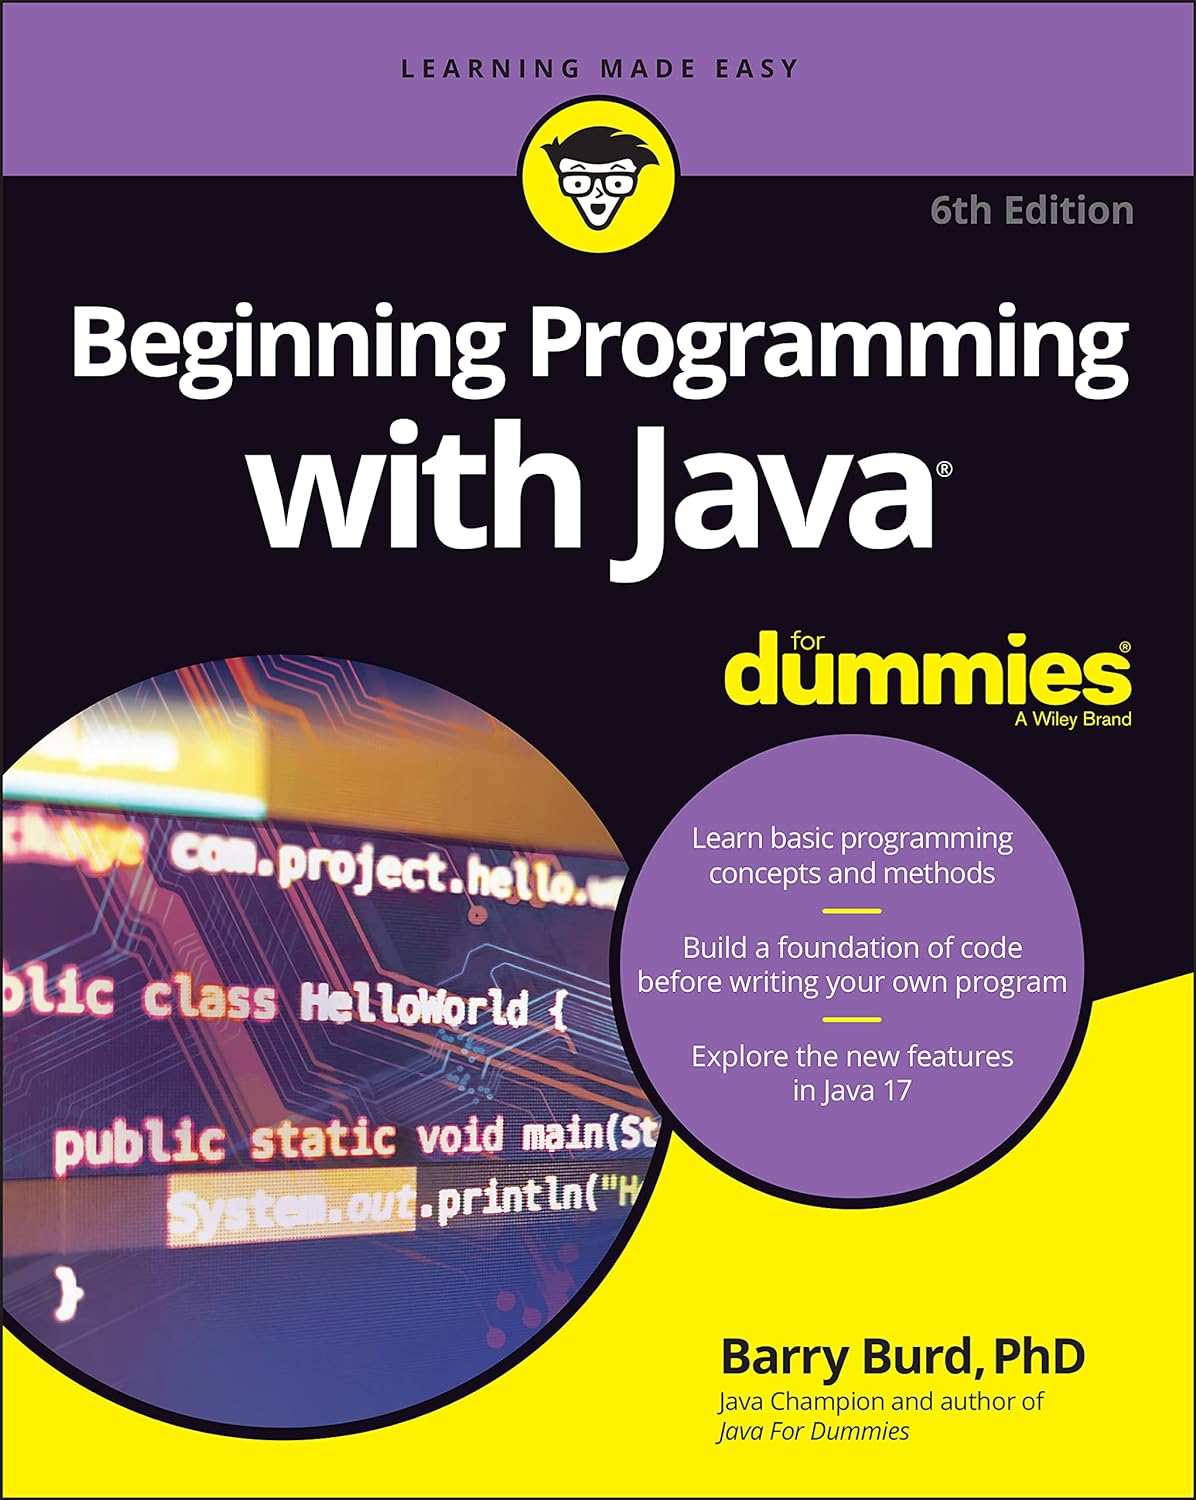 LEARNING MADE EASY
6th Edition
Beginning Programming
with Java®
for
dummies®
A Wiley Brand
Learn basic programming
concepts and methods
Build a foundation of code
before writing your own program
Explore the new features
in Java 17
com.project.hello.w
blic class HelloWorld {
public static void main(St
System.out.println("H
}
Barry Burd, PhD
Java Champion and author of
Java For Dummies